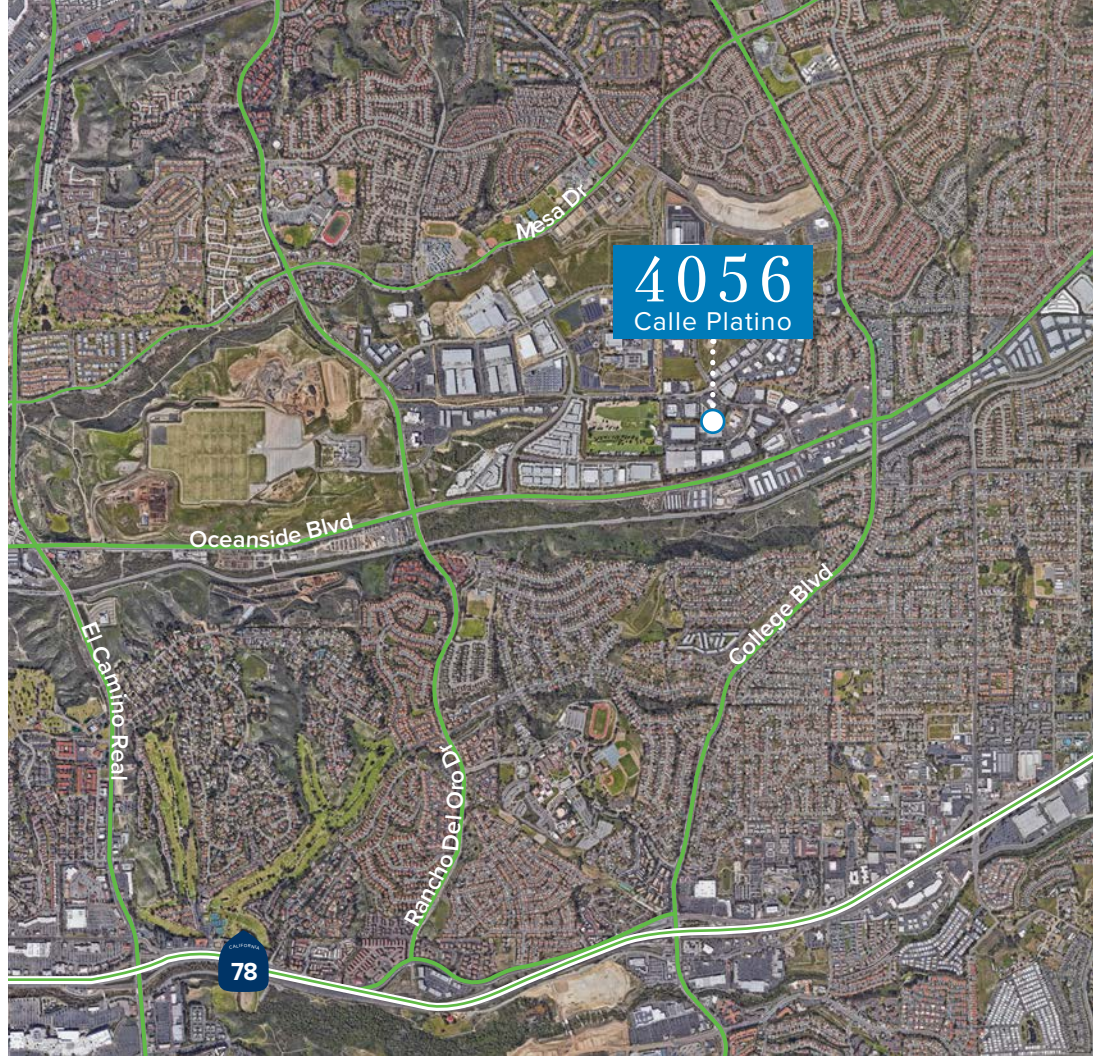 Mesa Dr
4056
Calle Platino
Oceanside Blvd
College Blvd
El Camino Real
Rancho Del Oro Dr
CALIFORNIA
78